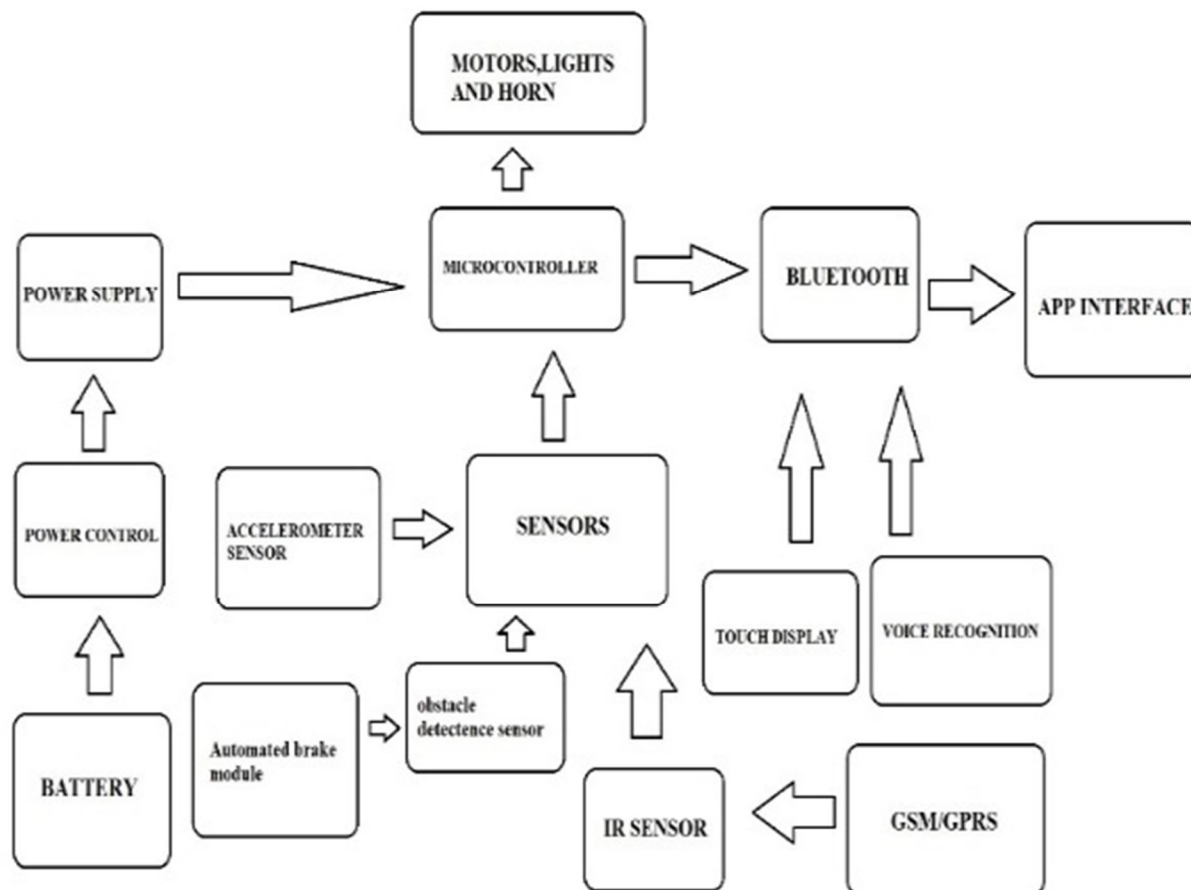 MOTORS,LIGHTS
AND HORN
POWER SUPPLY
MICROCONTROLLER
BLUETOOTH
APP INTERFACE
POWER CONTROL
ACCELEROMETER
SENSOR
SENSORS
TOUCH DISPLAY
VOICE RECOGNITION
BATTERY
Automated brake
module
obstacle
detectence sensor
IR SENSOR
GSM/GPRS